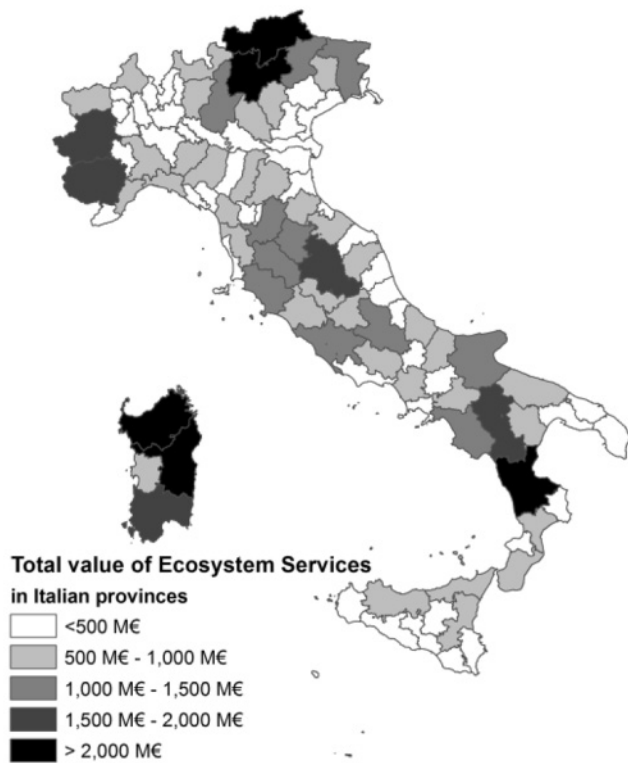 Total value of Ecosystem Services
in Italian provinces
<500 M€
500 M€ - 1,000 M€
1,000 M€ - 1,500 M€
1,500 M€ - 2,000 M€
> 2,000 M€